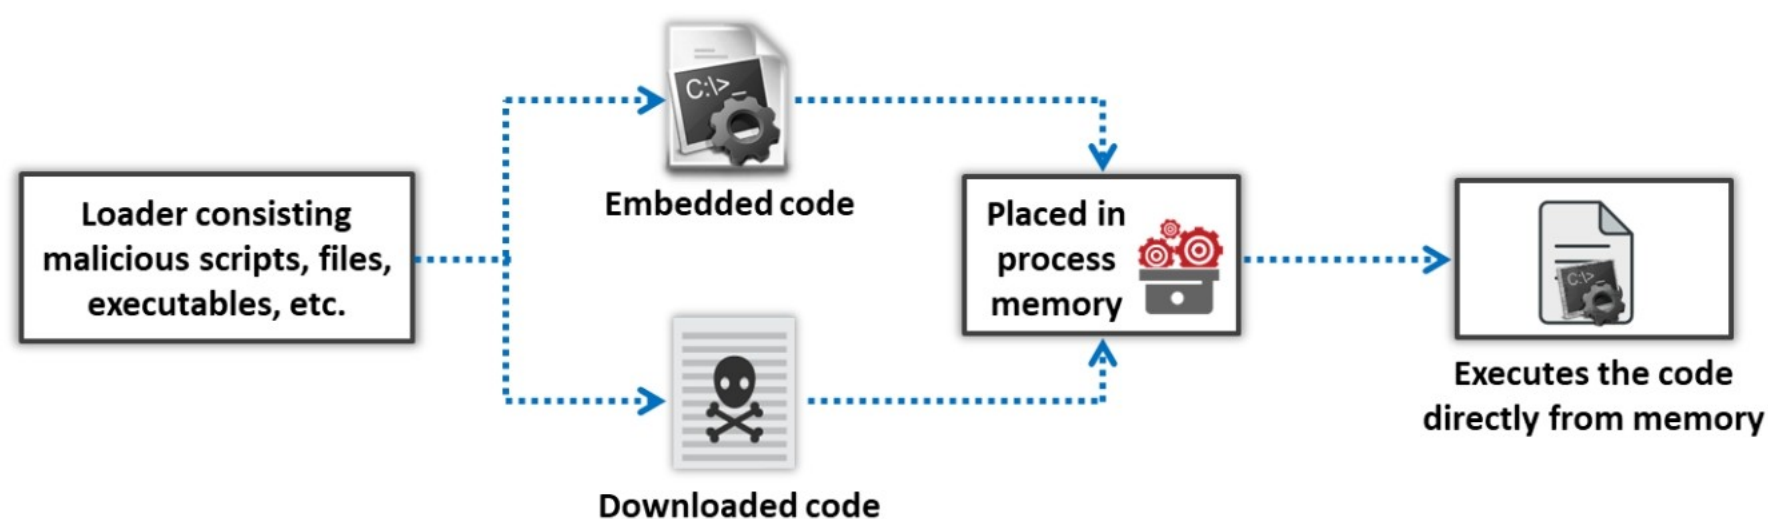 Loader consisting
malicious scripts, files,
executables, etc.
C:\>_
Embedded code
Downloaded code
Placed in
process
memory
C:\>_
Executes the code
directly from memory